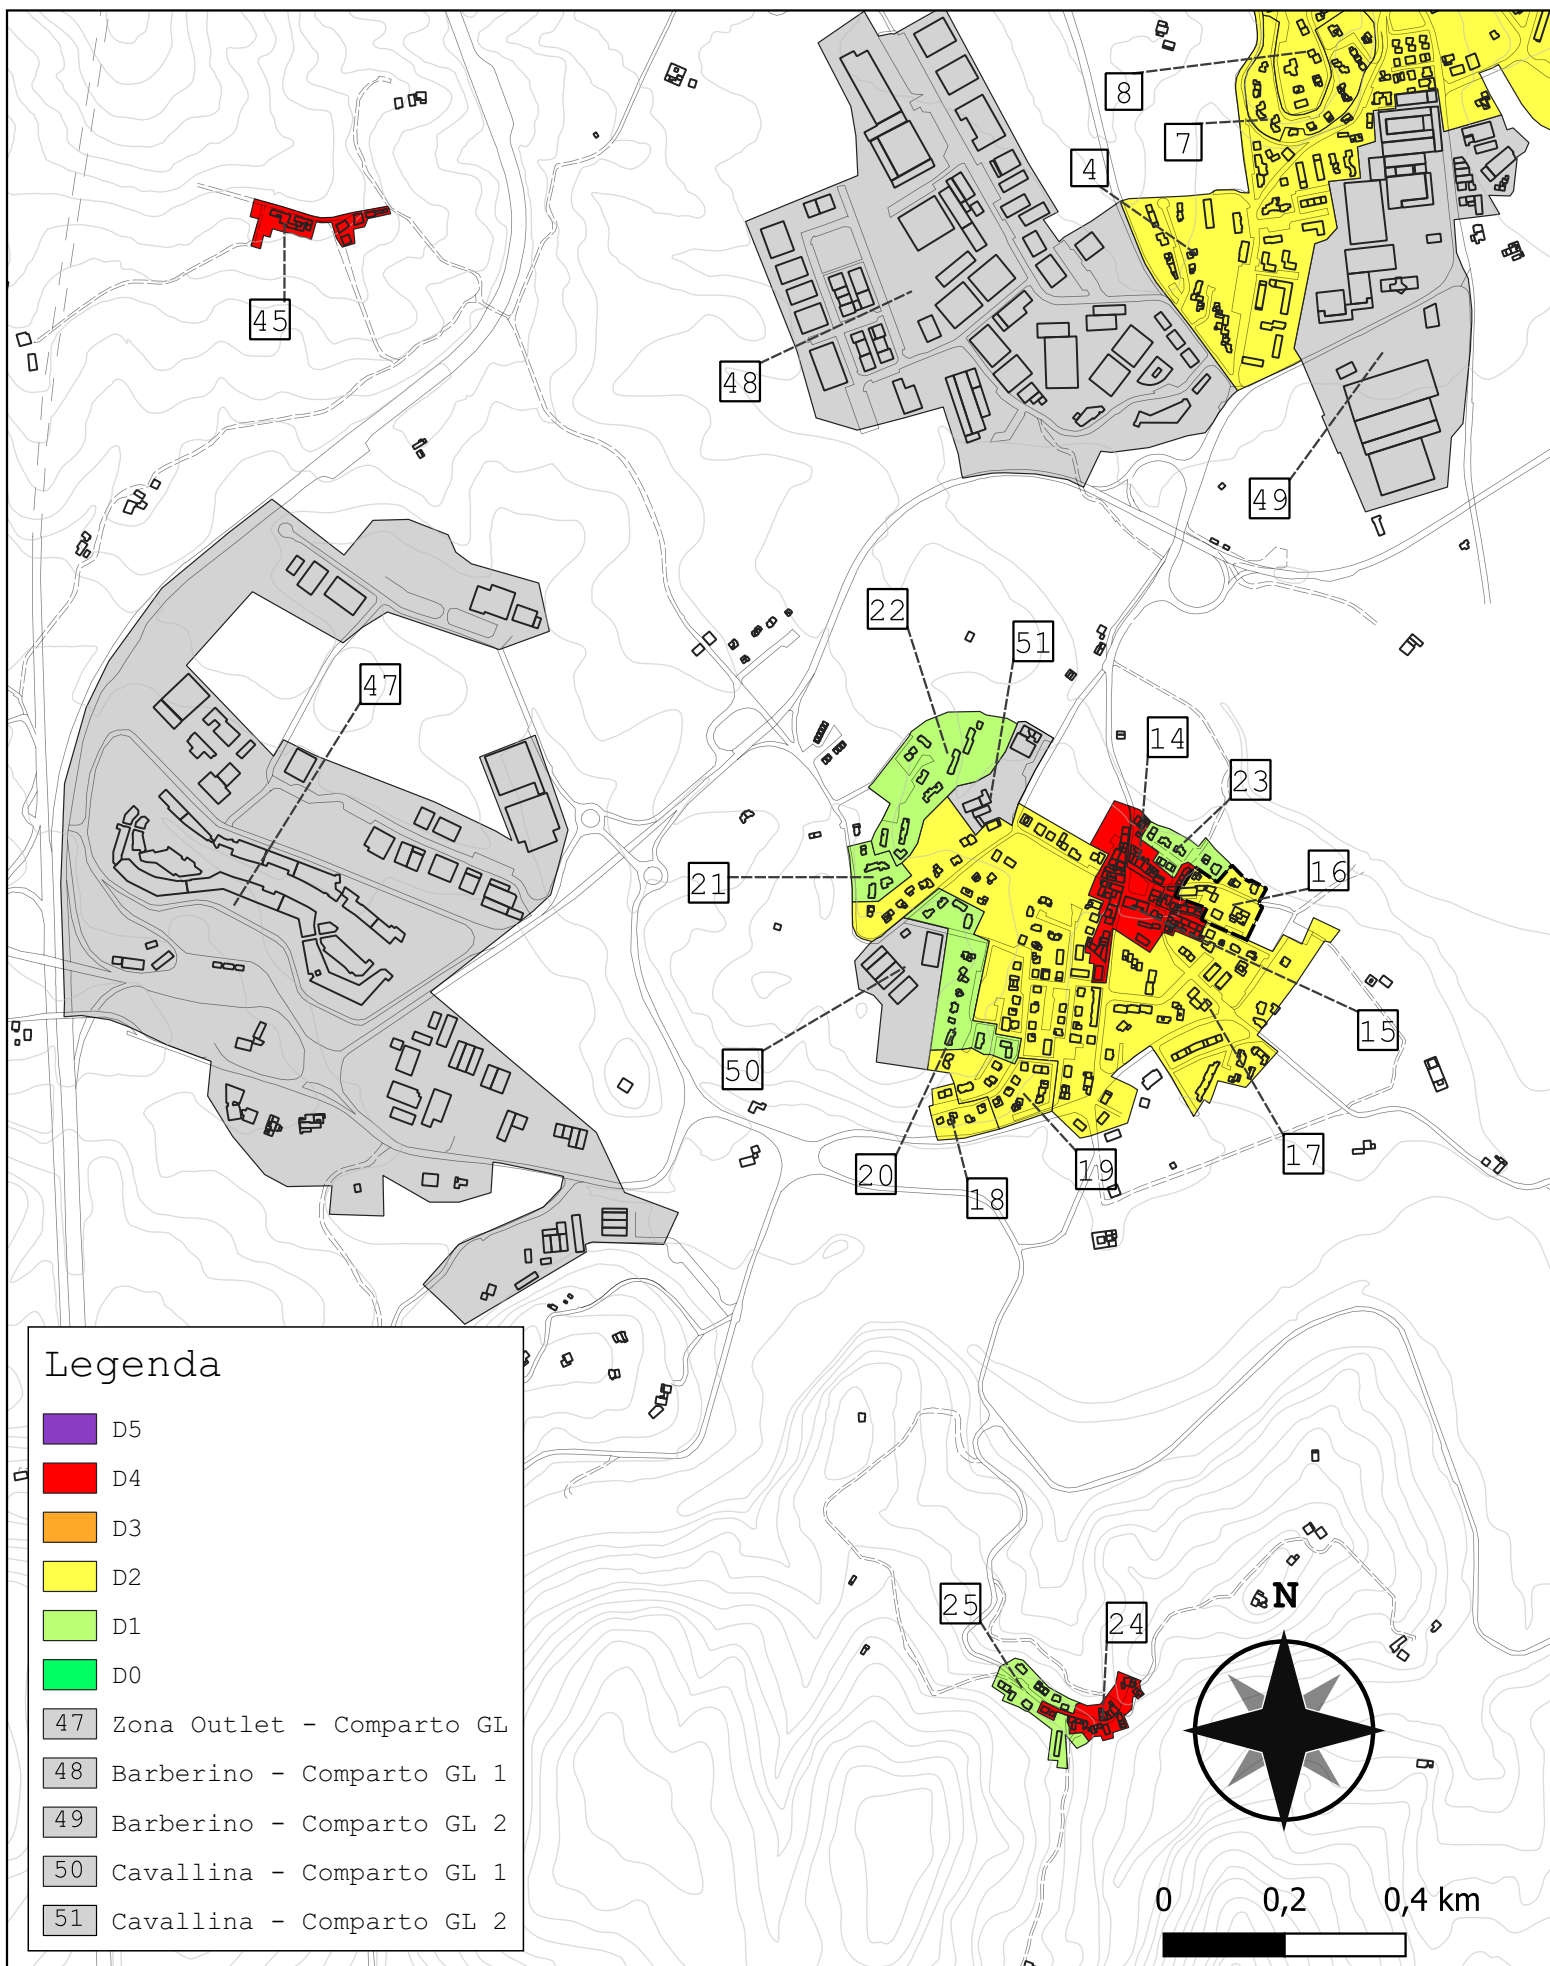 8
7
4
45
48
49
22
51
47
14
23
21
16
50
15
20
18
19
17
25
24
N
Legenda
D5
D4
D3
D2
D1
D0
47 Zona Outlet - Comparto GL
48 Barberino - Comparto GL 1
49 Barberino - Comparto GL 2
50 Cavallina - Comparto GL 1
51 Cavallina - Comparto GL 2
0 0,2 0,4 km